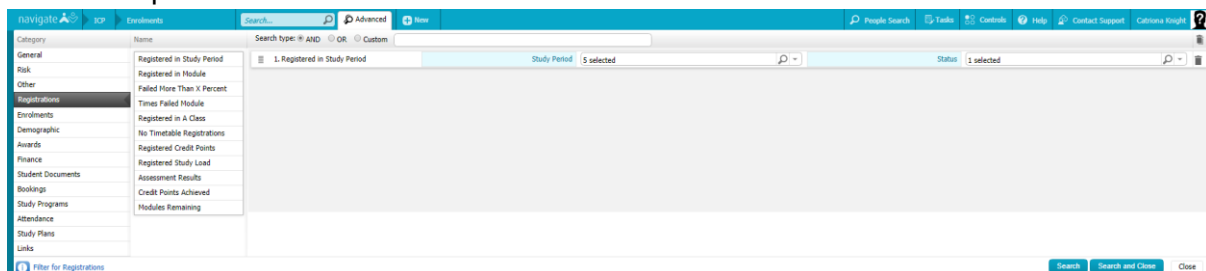 navigate ICP Enrolments Search... Advanced New People Search Tasks Controls Help Contact Support Catriona Knight
Category Name Search type: AND OR Custom
General
Risk
Other
Registrations
Enrolments
Demographic
Awards
Finance
Student Documents
Bookings
Study Programs
Attendance
Study Plans
Links
Registered in Study Period
Registered in Module
Failed More Than X Percent
Times Failed Module
Registered in A Class
No Timetable Registrations
Registered Credit Points
Registered Study Load
Assessment Results
Credit Points Achieved
Modules Remaining
1. Registered in Study Period Study Period 5 selected Status 1 selected
Filter for Registrations Search Search and Close Close